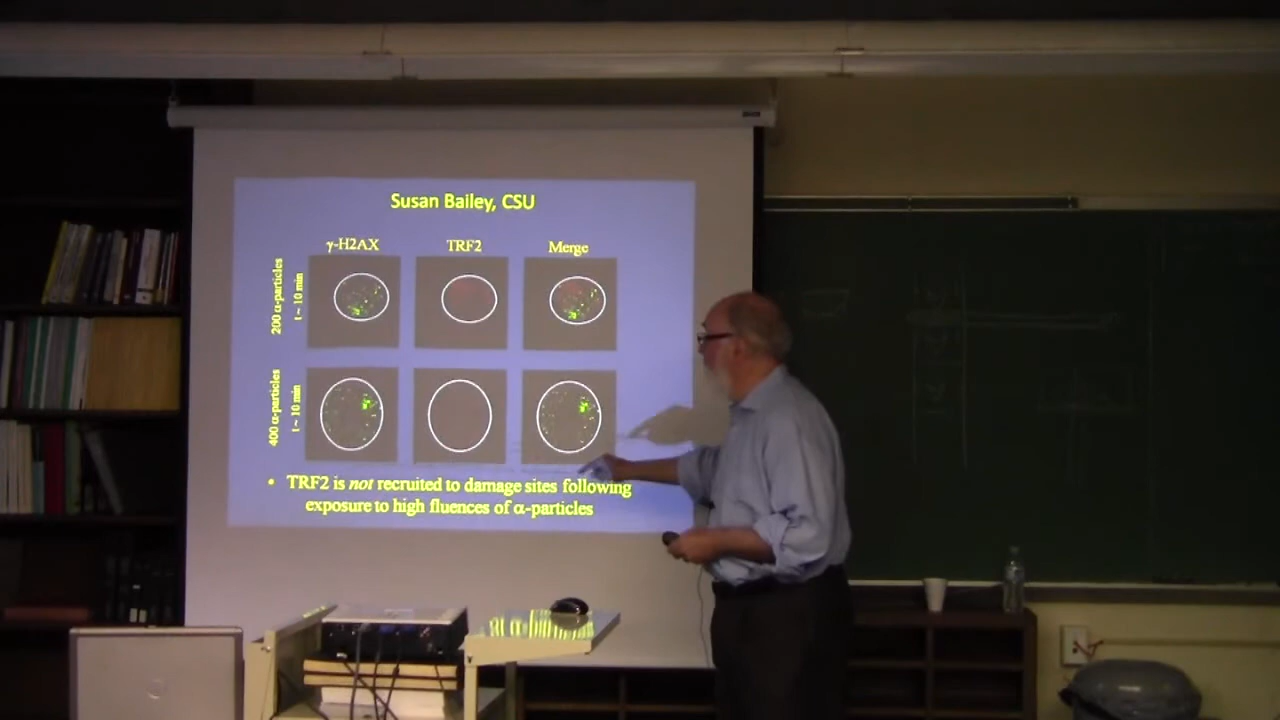 Susan Bailey, CSU
γ-H2AX TRF2 Merge
200 α-particles
t ~ 10 min
400 α-particles
t ~ 10 min
• TRF2 is not recruited to damage sites following
exposure to high fluences of α-particles